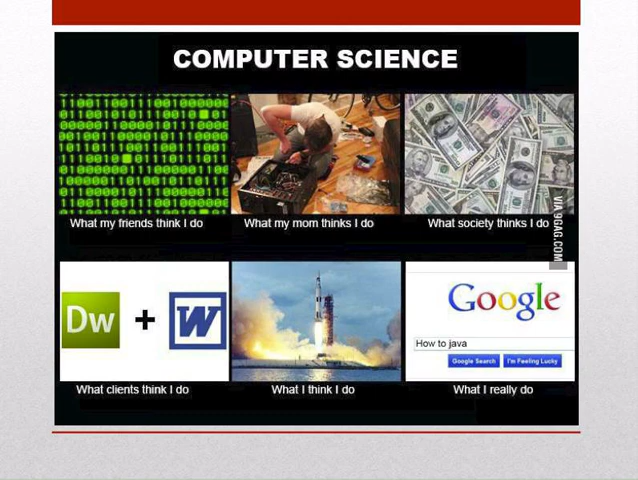 COMPUTER SCIENCE
What my friends think I do
What my mom thinks I do
What society thinks I do
VIA 9GAG.COM
Dw + W
What clients think I do
What I think I do
Google
How to java
Google Search
I'm Feeling Lucky
What I really do